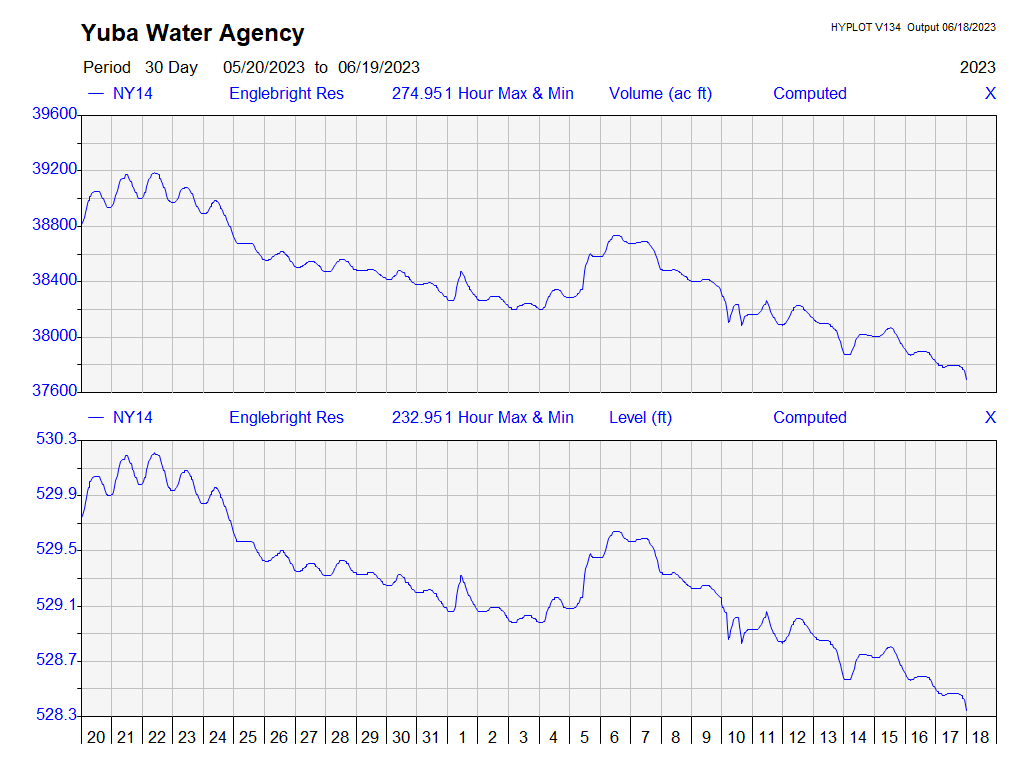 Yuba Water Agency
HYPLOT V134 Output 06/18/2023
Period 30 Day 05/20/2023 to 06/19/2023 2023
NY14 Englebright Res 274.951 Hour Max & Min Volume (ac ft) Computed X
39600
39200
38800
38400
38000
37600
NY14 Englebright Res 232.951 Hour Max & Min Level (ft) Computed X
530.3
529.9
529.5
529.1
528.7
528.3
20 21 22 23 24 25 26 27 28 29 30 31 1 2 3 4 5 6 7 8 9 10 11 12 13 14 15 16 17 18